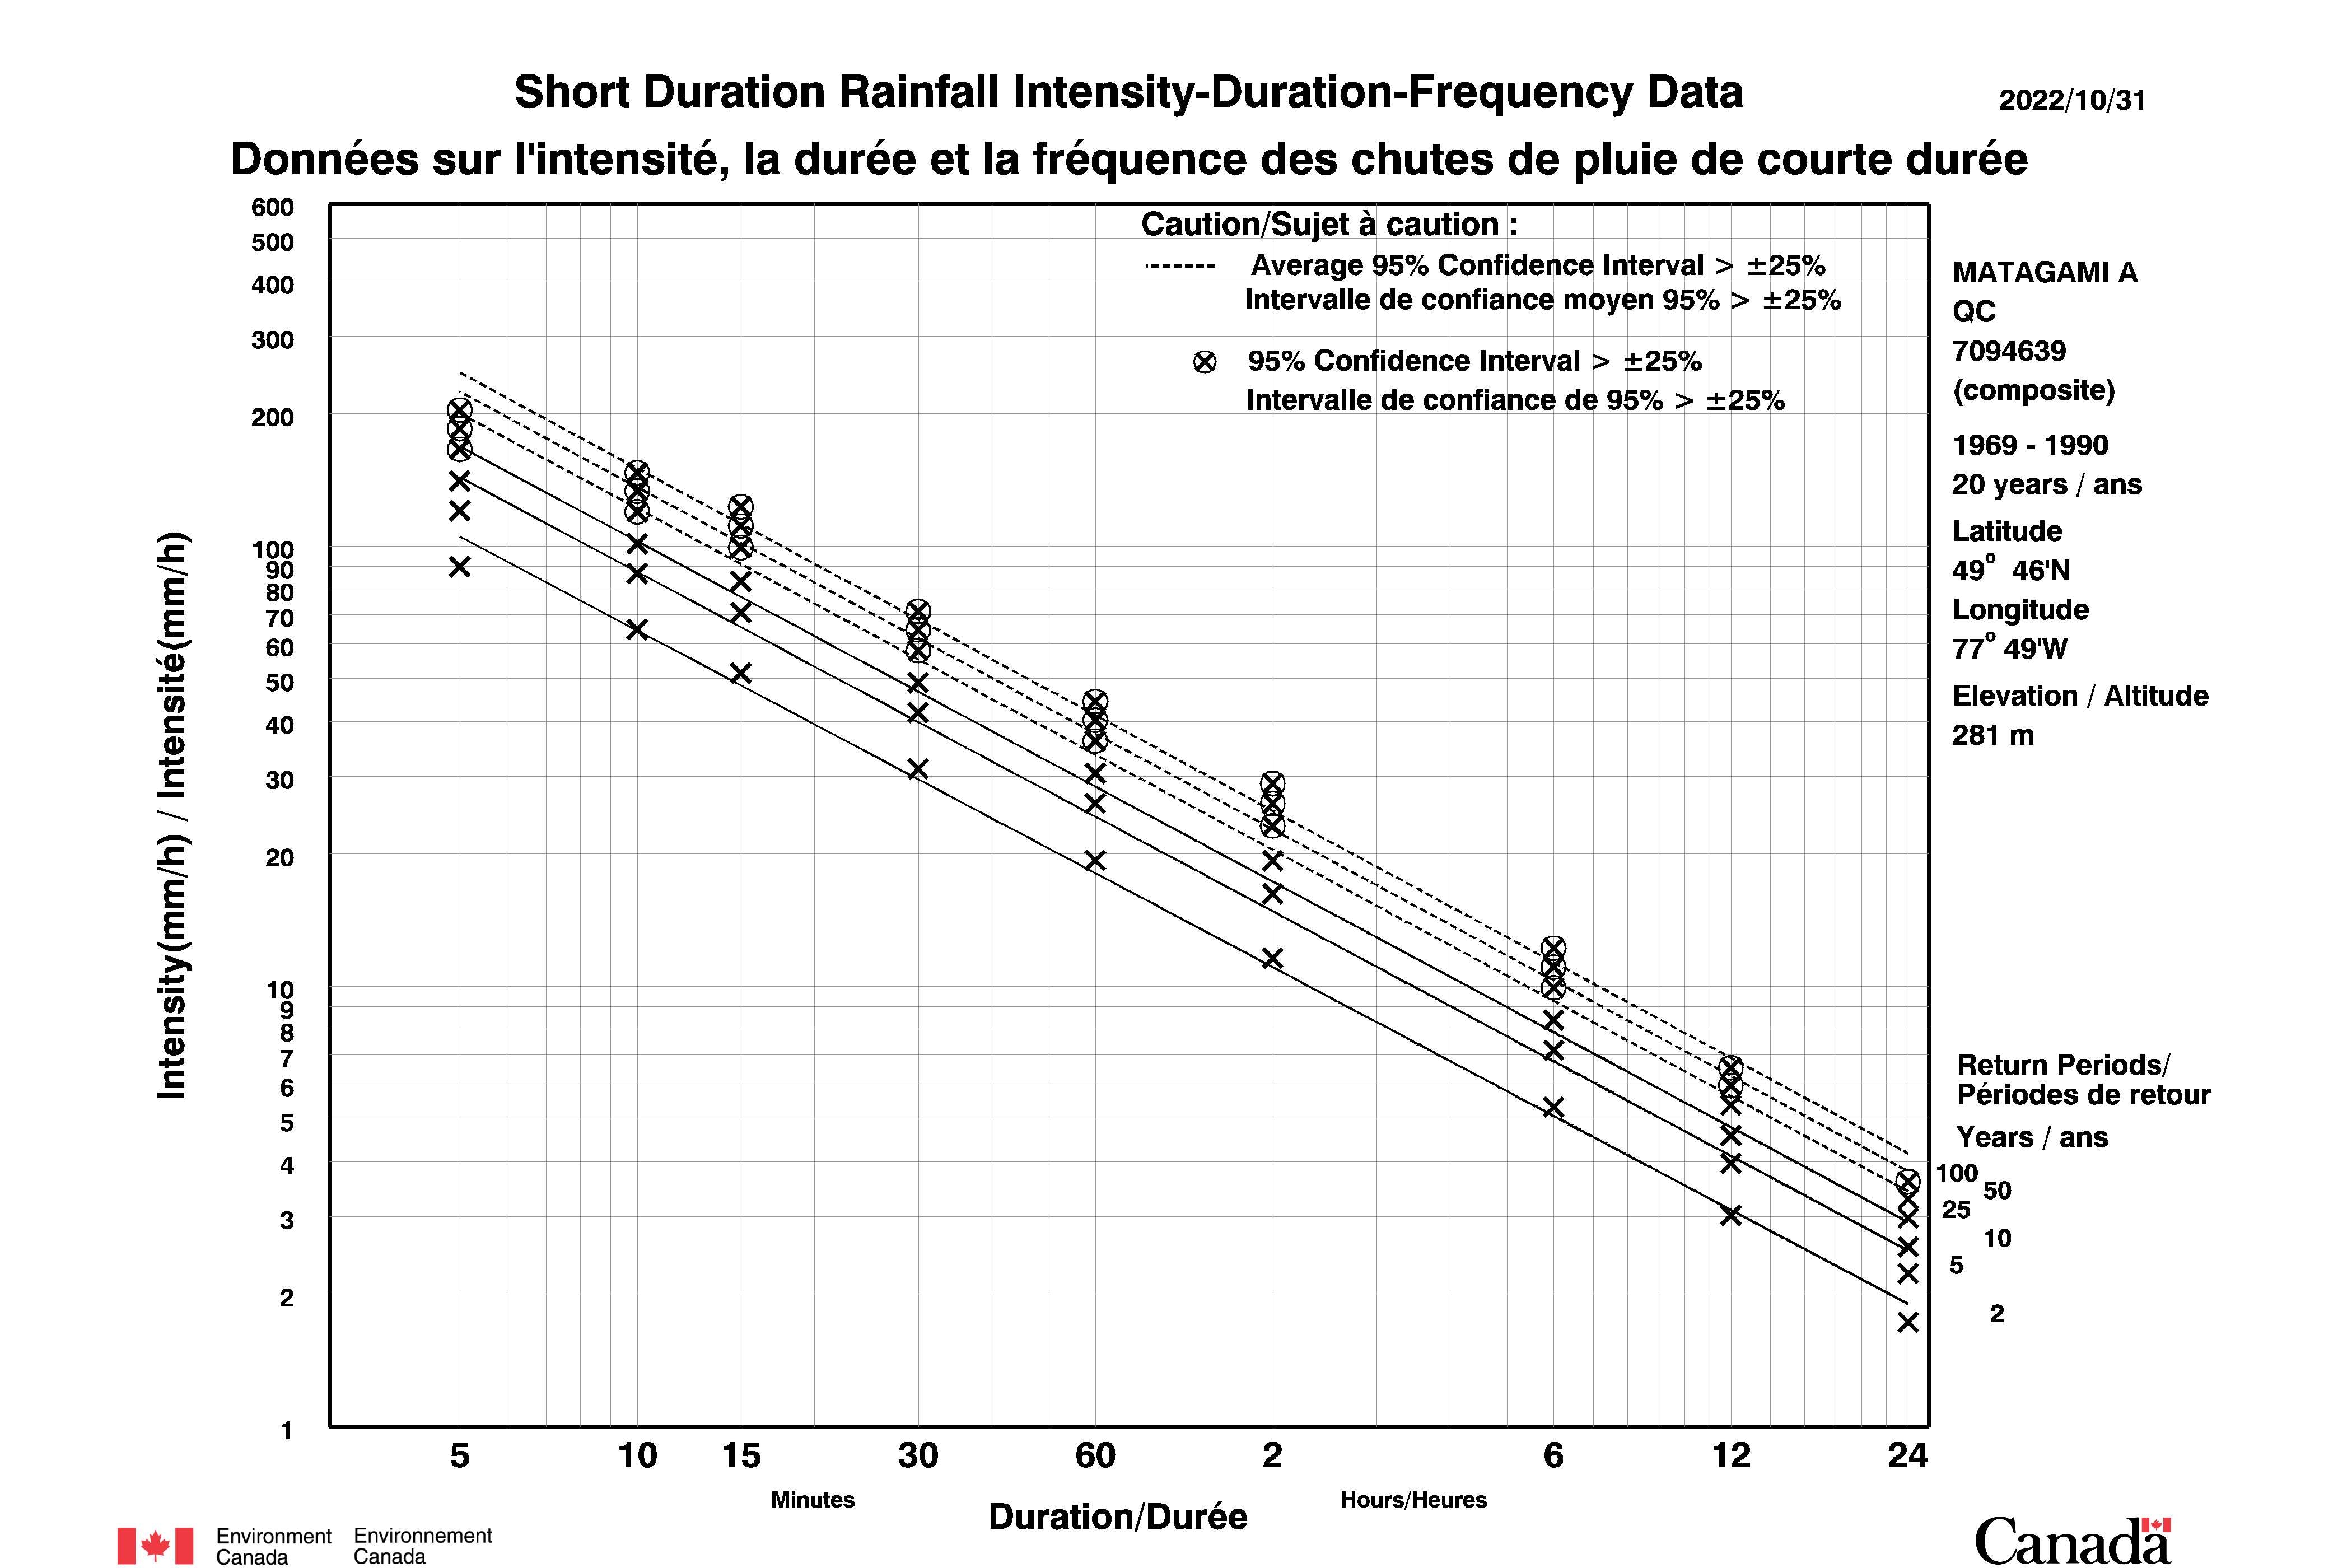 Short Duration Rainfall Intensity-Duration-Frequency Data
2022/10/31
Données sur l'intensité, la durée et la fréquence des chutes de pluie de courte durée
Caution/Sujet à caution :
Average 95% Confidence Interval > ±25%
Intervalle de confiance moyen 95% > ±25%
95% Confidence Interval > ±25%
Intervalle de confiance de 95% > ±25%
MATAGAMI A
QC
7094639
(composite)
1969 - 1990
20 years / ans
Latitude
49° 46'N
Longitude
77° 49'W
Elevation / Altitude
281 m
Return Periods/
Périodes de retour
Years / ans
100
50
25
10
5
2
Intensity(mm/h) / Intensité(mm/h)
600
500
400
300
200
100
90
80
70
60
50
40
30
20
10
9
8
7
6
5
4
3
2
1
5 10 15 30 60 2 6 12 24
Minutes
Hours/Heures
Duration/Durée
Environment
Canada
Environnement
Canada
Canada